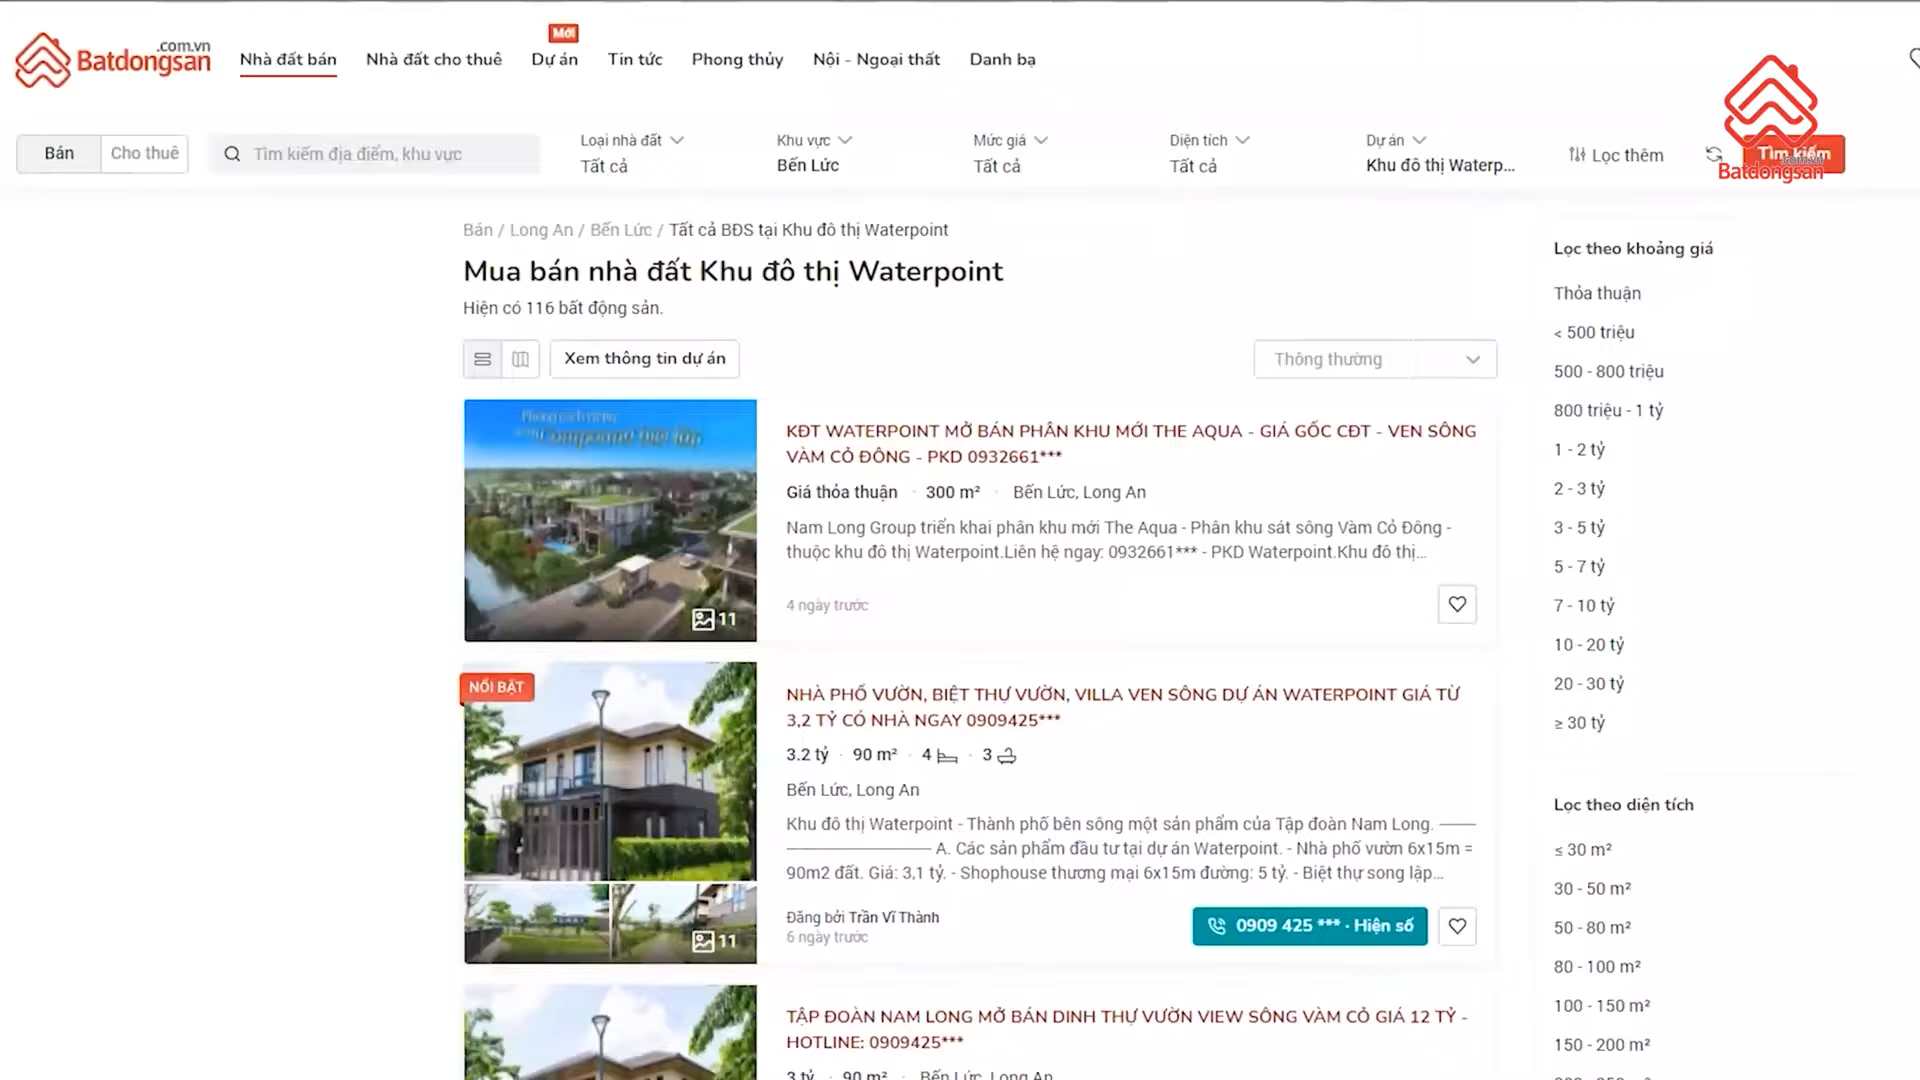 Batdongsan
.com.vn
Nhà đất bán
Nhà đất cho thuê
Mới
Dự án
Tin tức
Phong thủy
Nội - Ngoại thất
Danh bạ
Bán
Cho thuê
Tìm kiếm địa điểm, khu vực
Loại nhà đất
Tất cả
Khu vực
Bến Lức
Mức giá
Tất cả
Diện tích
Tất cả
Dự án
Khu đô thị Waterp...
Lọc thêm
Tìm kiếm
.com.vn
Batdongsan
Bán / Long An / Bến Lức / Tất cả BĐS tại Khu đô thị Waterpoint
Mua bán nhà đất Khu đô thị Waterpoint
Hiện có 116 bất động sản.
Xem thông tin dự án
Thông thường
11
KĐT WATERPOINT MỞ BÁN PHÂN KHU MỚI THE AQUA - GIÁ GỐC CĐT - VEN SÔNG
VÀM CỎ ĐÔNG - PKD 0932661***
Giá thỏa thuận · 300 m² · Bến Lức, Long An
Nam Long Group triển khai phân khu mới The Aqua - Phân khu sát sông Vàm Cỏ Đông -
thuộc khu đô thị Waterpoint.Liên hệ ngay: 0932661*** - PKD Waterpoint.Khu đô thị...
4 ngày trước
NỔI BẬT
11
NHÀ PHỐ VƯỜN, BIỆT THỰ VƯỜN, VILLA VEN SÔNG DỰ ÁN WATERPOINT GIÁ TỪ
3,2 TỶ CÓ NHÀ NGAY 0909425***
3.2 tỷ · 90 m² · 4 · 3
Bến Lức, Long An
Khu đô thị Waterpoint - Thành phố bên sông một sản phẩm của Tập đoàn Nam Long. ———
———————————— A. Các sản phẩm đầu tư tại dự án Waterpoint. - Nhà phố vườn 6x15m =
90m2 đất. Giá: 3,1 tỷ. - Shophouse thương mại 6x15m đường: 5 tỷ. - Biệt thự song lập...
Đăng bởi Trần Vĩ Thành
6 ngày trước
0909 425 *** · Hiện số
TẬP ĐOÀN NAM LONG MỞ BÁN DINH THỰ VƯỜN VIEW SÔNG VÀM CỎ GIÁ 12 TỶ -
HOTLINE: 0909425***
3 tỷ · 90 m² · Bến Lức, Long An
Lọc theo khoảng giá
Thỏa thuận
< 500 triệu
500 - 800 triệu
800 triệu - 1 tỷ
1 - 2 tỷ
2 - 3 tỷ
3 - 5 tỷ
5 - 7 tỷ
7 - 10 tỷ
10 - 20 tỷ
20 - 30 tỷ
≥ 30 tỷ
Lọc theo diện tích
≤ 30 m²
30 - 50 m²
50 - 80 m²
80 - 100 m²
100 - 150 m²
150 - 200 m²